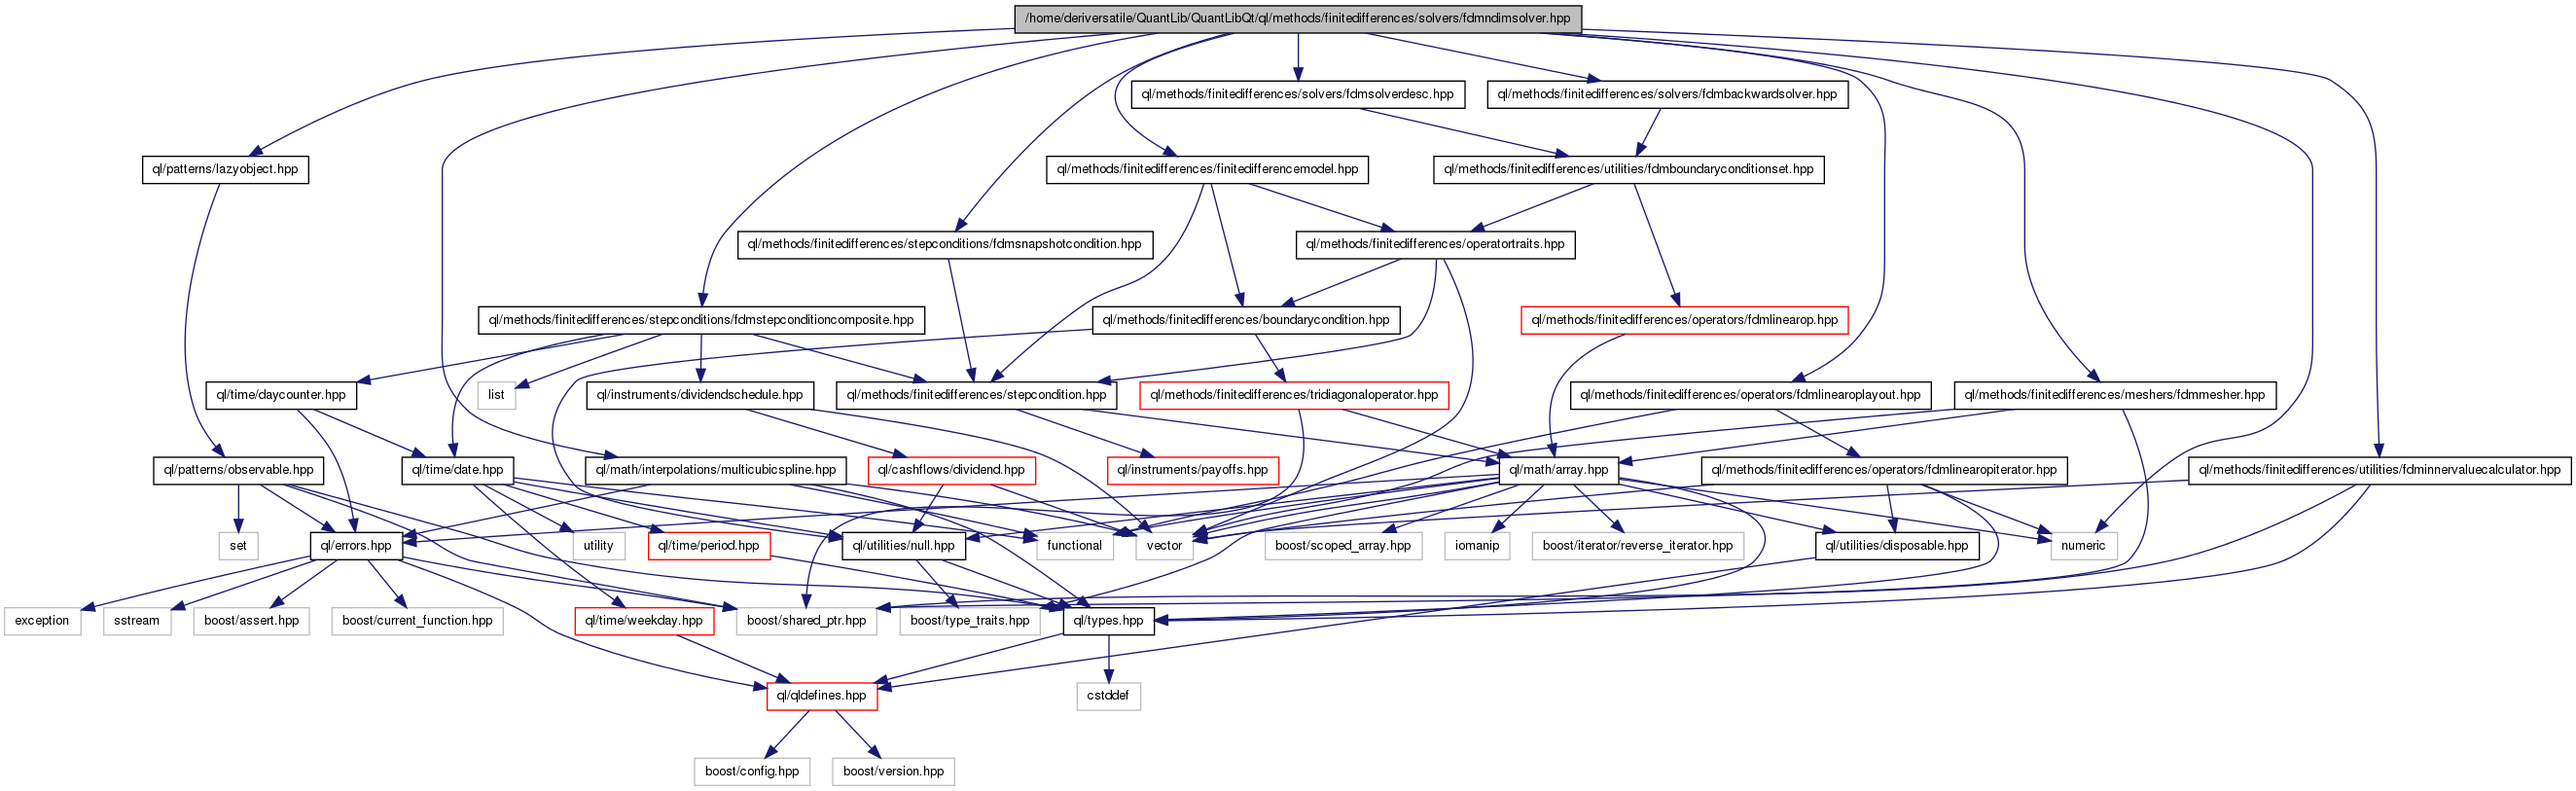 /home/deriversatile/QuantLib/QuantLibQt/ql/methods/finitedifferences/solvers/fdmndimsolver.hpp
ql/methods/finitedifferences/solvers/fdmsolverdesc.hpp
ql/methods/finitedifferences/solvers/fdmbackwardsolver.hpp
ql/patterns/lazyobject.hpp
ql/methods/finitedifferences/finitedifferencemodel.hpp
ql/methods/finitedifferences/utilities/fdmboundaryconditionset.hpp
ql/methods/finitedifferences/stepconditions/fdmsnapshotcondition.hpp
ql/methods/finitedifferences/operatortraits.hpp
ql/methods/finitedifferences/stepconditions/fdmstepconditioncomposite.hpp
ql/methods/finitedifferences/boundarycondition.hpp
ql/methods/finitedifferences/operators/fdmlinearop.hpp
ql/time/daycounter.hpp
list
ql/instruments/dividendschedule.hpp
ql/methods/finitedifferences/stepcondition.hpp
ql/methods/finitedifferences/tridiagonaloperator.hpp
ql/methods/finitedifferences/operators/fdmlinearoplayout.hpp
ql/methods/finitedifferences/meshers/fdmmesher.hpp
ql/patterns/observable.hpp
ql/time/date.hpp
ql/math/interpolations/multicubicspline.hpp
ql/cashflows/dividend.hpp
ql/instruments/payoffs.hpp
ql/math/array.hpp
ql/methods/finitedifferences/operators/fdmlinearopiterator.hpp
ql/methods/finitedifferences/utilities/fdminnervaluecalculator.hpp
set
ql/errors.hpp
utility
ql/time/period.hpp
ql/utilities/null.hpp
functional
vector
boost/scoped_array.hpp
iomanip
boost/iterator/reverse_iterator.hpp
ql/utilities/disposable.hpp
numeric
exception
sstream
boost/assert.hpp
boost/current_function.hpp
ql/time/weekday.hpp
boost/shared_ptr.hpp
boost/type_traits.hpp
ql/types.hpp
ql/qldefines.hpp
cstddef
boost/config.hpp
boost/version.hpp